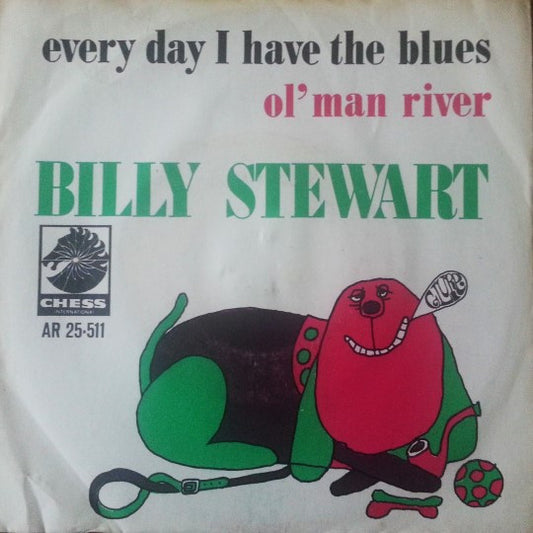 every day I have the blues
ol' man river
BILLY STEWART
CHESS
INTERNATIONAL
AR 25-511